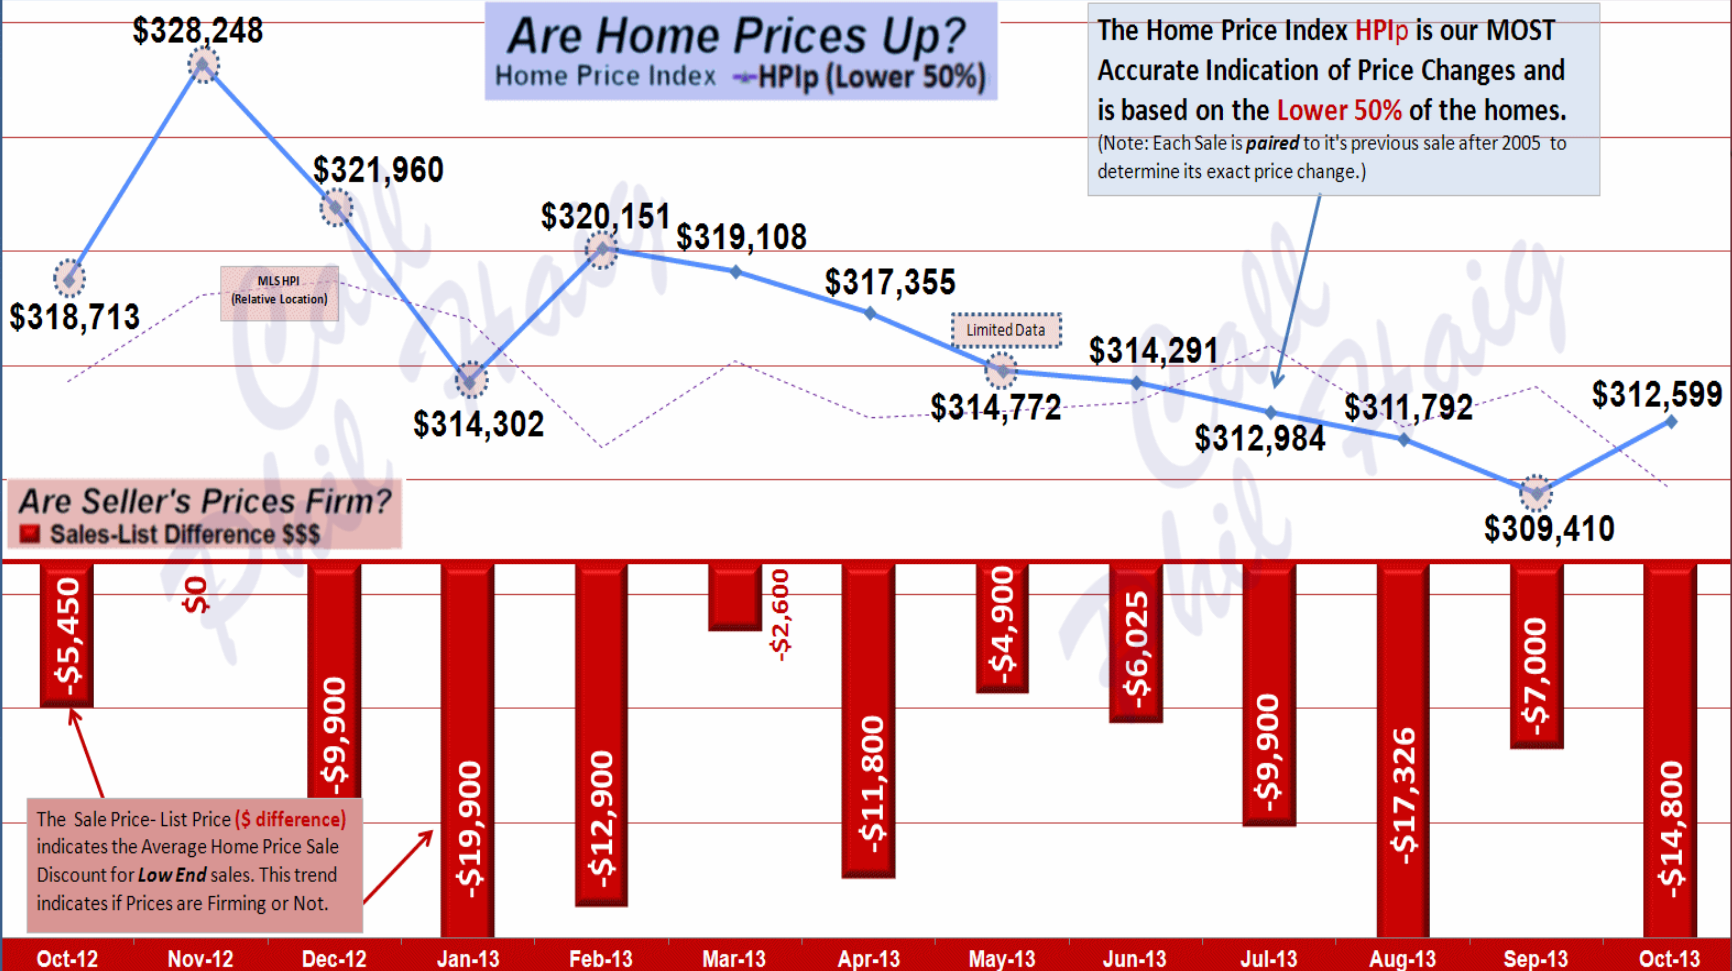 Are Home Prices Up?
Home Price Index HPIp (Lower 50%)
The Home Price Index HPIp is our MOST
Accurate Indication of Price Changes and
is based on the Lower 50% of the homes.
(Note: Each Sale is paired to it's previous sale after 2005 to
determine its exact price change.)
$318,713
$328,248
$321,960
$314,302
$320,151
$319,108
$317,355
$314,772
$314,291
$312,984
$311,792
$309,410
$312,599
MLS HPI
(Relative Location)
Limited Data
Call
Haig
Phil
Call
Haig
Phil
Are Seller's Prices Firm?
Sales-List Difference $$$
-$5,450
$0
-$9,900
-$19,900
-$12,900
-$2,600
-$11,800
-$4,900
-$6,025
-$9,900
-$17,326
-$7,000
-$14,800
The Sale Price- List Price ($ difference)
indicates the Average Home Price Sale
Discount for Low End sales. This trend
indicates if Prices are Firming or Not.
Oct-12 Nov-12 Dec-12 Jan-13 Feb-13 Mar-13 Apr-13 May-13 Jun-13 Jul-13 Aug-13 Sep-13 Oct-13